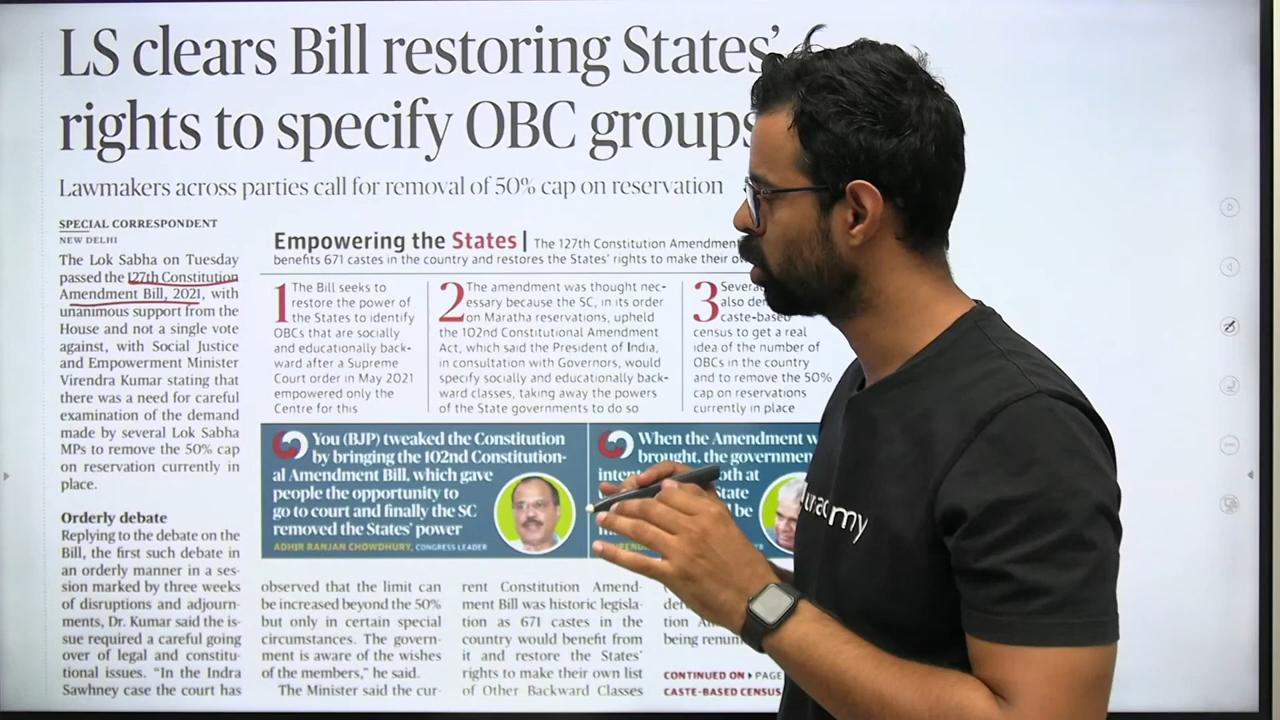 LS clears Bill restoring States’
rights to specify OBC groups
Lawmakers across parties call for removal of 50% cap on reservation
SPECIAL CORRESPONDENT
NEW DELHI
The Lok Sabha on Tuesday
passed the 127th Constitution
Amendment Bill, 2021, with
unanimous support from the
House and not a single vote
against, with Social Justice
and Empowerment Minister
Virendra Kumar stating that
there was a need for careful
examination of the demand
made by several Lok Sabha
MPs to remove the 50% cap
on reservation currently in
place.
Orderly debate
Replying to the debate on the
Bill, the first such debate in
an orderly manner in a ses-
sion marked by three weeks
of disruptions and adjourn-
ments, Dr. Kumar said the is-
sue required a careful going
over of legal and constitu-
tional issues. “In the Indra
Sawhney case the court has
Empowering the States | The 127th Constitution Amendment
benefits 671 castes in the country and restores the States’ rights to make their
1 The Bill seeks to
restore the power of
the States to identify
OBCs that are socially
and educationally back-
ward after a Supreme
Court order in May 2021
empowered only the
Centre for this
2 The amendment was thought nec-
essary because the SC, in its order
on Maratha reservations, upheld
the 102nd Constitutional Amendment
Act, which said the President of India,
in consultation with Governors, would
specify socially and educationally back-
ward classes, taking away the powers
of the State governments to do so
3
also
caste-based
census to get a real
idea of the number of
OBCs in the country
and to remove the 50%
cap on reservations
currently in place
You (BJP) tweaked the Constitution
by bringing the 102nd Constitution-
al Amendment Bill, which gave
people the opportunity to
go to court and finally the SC
removed the States’ power
ADHIR RANJAN CHOWDHURY, CONGRESS LEADER
When the Amendment
brought, the
State
be
observed that the limit can
be increased beyond the 50%
but only in certain special
circumstances. The govern-
ment is aware of the wishes
of the members,” he said.
The Minister said the cur-
rent Constitution Amend-
ment Bill was historic legisla-
tion as 671 castes in the
country would benefit from
it and restore the States’
rights to make their own list
of Other Backward Classes
tion
being
CONTINUED ON ▸ PAGE
CASTE-BASED CENSUS